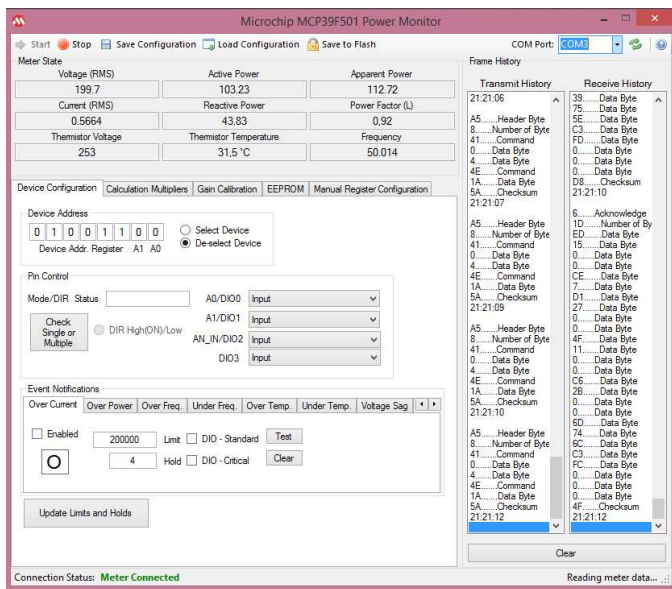 Microchip MCP39F501 Power Monitor
Start Stop Save Configuration Load Configuration Save to Flash COM Port: COM3
Meter State
Voltage (RMS) Active Power Apparent Power
199.7 103.23 112.72
Current (RMS) Reactive Power Power Factor (L)
0.5664 43.83 0,92
Thermistor Voltage Thermistor Temperature Frequency
253 31,5 °C 50.014
Device Configuration Calculation Multipliers Gain Calibration EEPROM Manual Register Configuration
Device Address
0 1 0 0 1 1 0 0
Device Addr. Register A1 A0
Select Device
De-select Device
Pin Control
Mode/DIR Status
Check Single or Multiple
DIR High(ON)/Low
A0/DIO0 Input
A1/DIO1 Input
AN_IN/DIO2 Input
DIO3 Input
Event Notifications
Over Current Over Power Over Freq. Under Freq. Over Temp. Under Temp. Voltage Sag
Enabled 200000 Limit DIO - Standard Test
O 4 Hold DIO - Critical Clear
Update Limits and Holds
Frame History
Transmit History
21:21:06
A5.......Header Byte
8.......Number of Byte
41.......Command
0.......Data Byte
4.......Data Byte
4E.......Command
1A.......Data Byte
5A.......Checksum
21:21:07
A5.......Header Byte
8.......Number of Byte
41.......Command
0.......Data Byte
4.......Data Byte
4E.......Command
1A.......Data Byte
5A.......Checksum
21:21:09
A5.......Header Byte
8.......Number of Byte
41.......Command
0.......Data Byte
4.......Data Byte
4E.......Command
1A.......Data Byte
5A.......Checksum
21:21:10
A5.......Header Byte
8.......Number of Byte
41.......Command
0.......Data Byte
4.......Data Byte
4E.......Command
1A.......Data Byte
5A.......Checksum
21:21:12
Receive History
39.......Data Byte
75.......Data Byte
5E.......Data Byte
C3.......Data Byte
FD.......Data Byte
0.......Data Byte
0.......Data Byte
0.......Data Byte
D8.......Checksum
21:21:10
6.......Acknowledge
1D.......Number of By
ED.......Data Byte
15.......Data Byte
0.......Data Byte
0.......Data Byte
CE.......Data Byte
7.......Data Byte
D1.......Data Byte
27.......Data Byte
0.......Data Byte
0.......Data Byte
4F.......Data Byte
11.......Data Byte
0.......Data Byte
0.......Data Byte
C6.......Data Byte
2B.......Data Byte
0.......Data Byte
0.......Data Byte
6D.......Data Byte
74.......Data Byte
6C.......Data Byte
C3.......Data Byte
FC.......Data Byte
0.......Data Byte
0.......Data Byte
0.......Data Byte
4F.......Checksum
21:21:12
Clear
Connection Status: Meter Connected
Reading meter data...